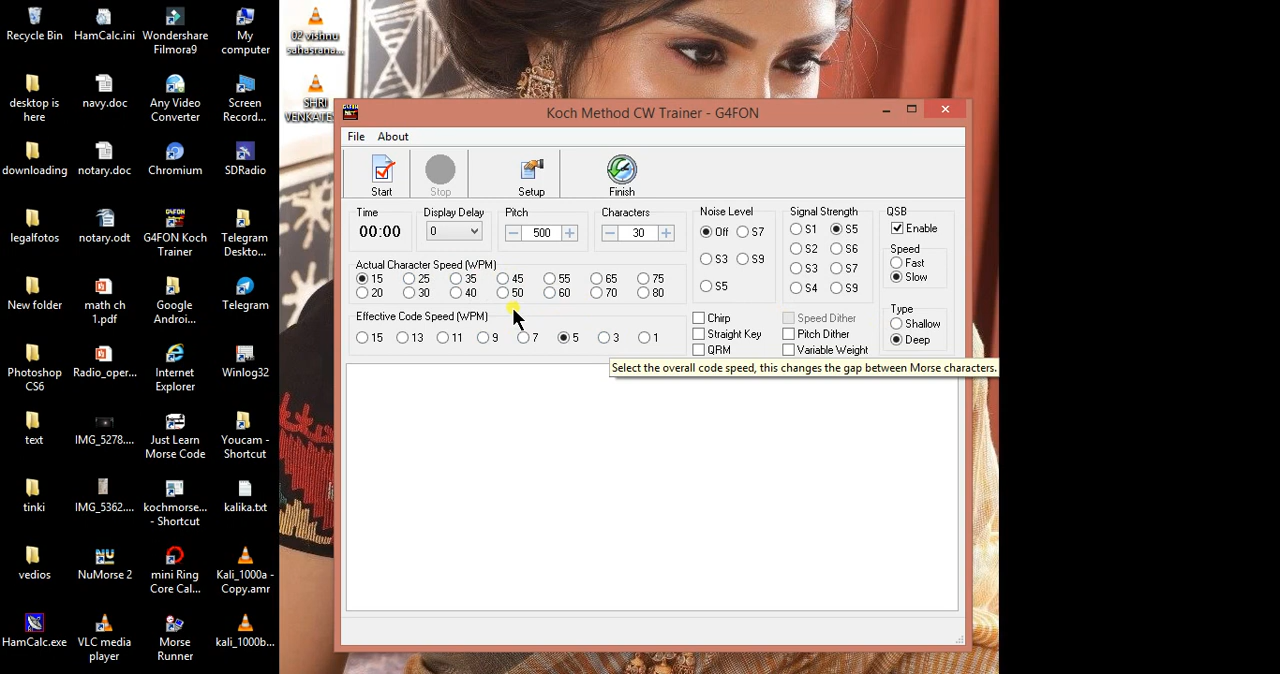 Recycle Bin
HamCalc.ini
Wondershare
Filmora9
My
computer
02 vishnu
sahasrana...
desktop is
here
navy.doc
Any Video
Converter
Screen
Record...
SHRI
VENKATE...
downloading
notary.doc
Chromium
SDRadio
legalfotos
notary.odt
G4FON Koch
Trainer
Telegram
Deskto...
New folder
math ch
1.pdf
Google
Androi...
Telegram
Photoshop
CS6
Radio_oper...
Internet
Explorer
Winlog32
text
IMG_5278....
Just Learn
Morse Code
Youcam -
Shortcut
tinki
IMG_5362....
kochmorse...
- Shortcut
kalika.txt
vedios
NuMorse 2
mini Ring
Core Cal...
Kali_1000a -
Copy.amr
HamCalc.exe
VLC media
player
Morse
Runner
kali_1000b...
Koch Method CW Trainer - G4FON
File About
Start Stop Setup Finish
Time Display Delay Pitch Characters
00:00 0 500 30
Actual Character Speed (WPM)
15 25 35 45 55 65 75
20 30 40 50 60 70 80
Effective Code Speed (WPM)
15 13 11 9 7 5 3 1
Noise Level
Off S7
S3 S9
S5
Signal Strength
S1 S5
S2 S6
S3 S7
S4 S9
QSB
Enable
Speed
Fast
Slow
Type
Shallow
Deep
Chirp Speed Dither
Straight Key Pitch Dither
QRM Variable Weight
Select the overall code speed, this changes the gap between Morse characters.